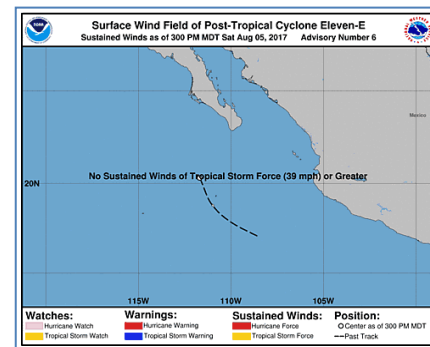 Surface Wind Field of Post-Tropical Cyclone Eleven-E
Sustained Winds as of 300 PM MDT Sat Aug 05, 2017 Advisory Number 6
Mexico
No Sustained Winds of Tropical Storm Force (39 mph) or Greater
20N
115W 110W 105W
Watches: Warnings: Sustained Winds: Position:
Hurricane Watch Hurricane Warning Hurricane Force Center as of 300 PM MDT
Tropical Storm Watch Tropical Storm Warning Tropical Storm Force Past Track